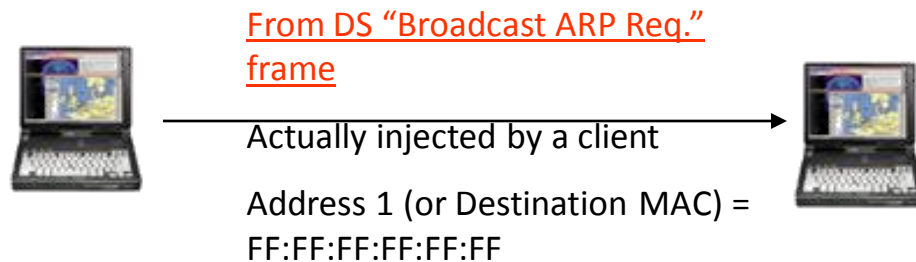 From DS “Broadcast ARP Req.”
frame
Actually injected by a client
Address 1 (or Destination MAC) =
FF:FF:FF:FF:FF:FF